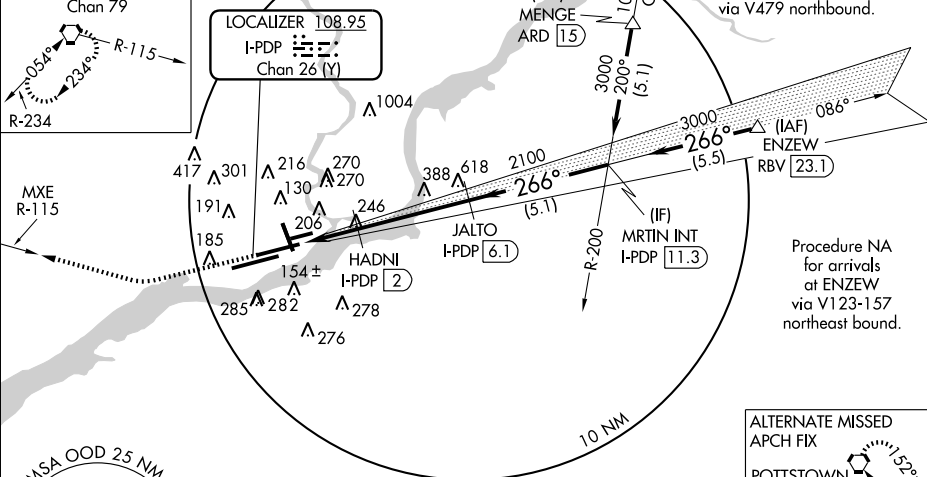 Chan 79
R-115
054°
234°
R-234
LOCALIZER 108.95
I-PDP
Chan 26 (Y)
MENGE
ARD 15
via V479 northbound.
3000
200°
(5.1)
1004
3000
086°
266°
(5.5)
(IAF)
ENZEW
RBV 23.1
2100
266°
(5.1)
417
301
216
270
270
388
618
130
191
206
246
MXE
R-115
185
JALTO
I-PDP 6.1
(IF)
MRTIN INT
I-PDP 11.3
R-200
HADNI
I-PDP 2
154 ±
285
282
278
276
Procedure NA
for arrivals
at ENZEW
via V123-157
northeast bound.
10 NM
MSA OOD 25 NM
ALTERNATE MISSED
APCH FIX
POTTSTOWN
152°